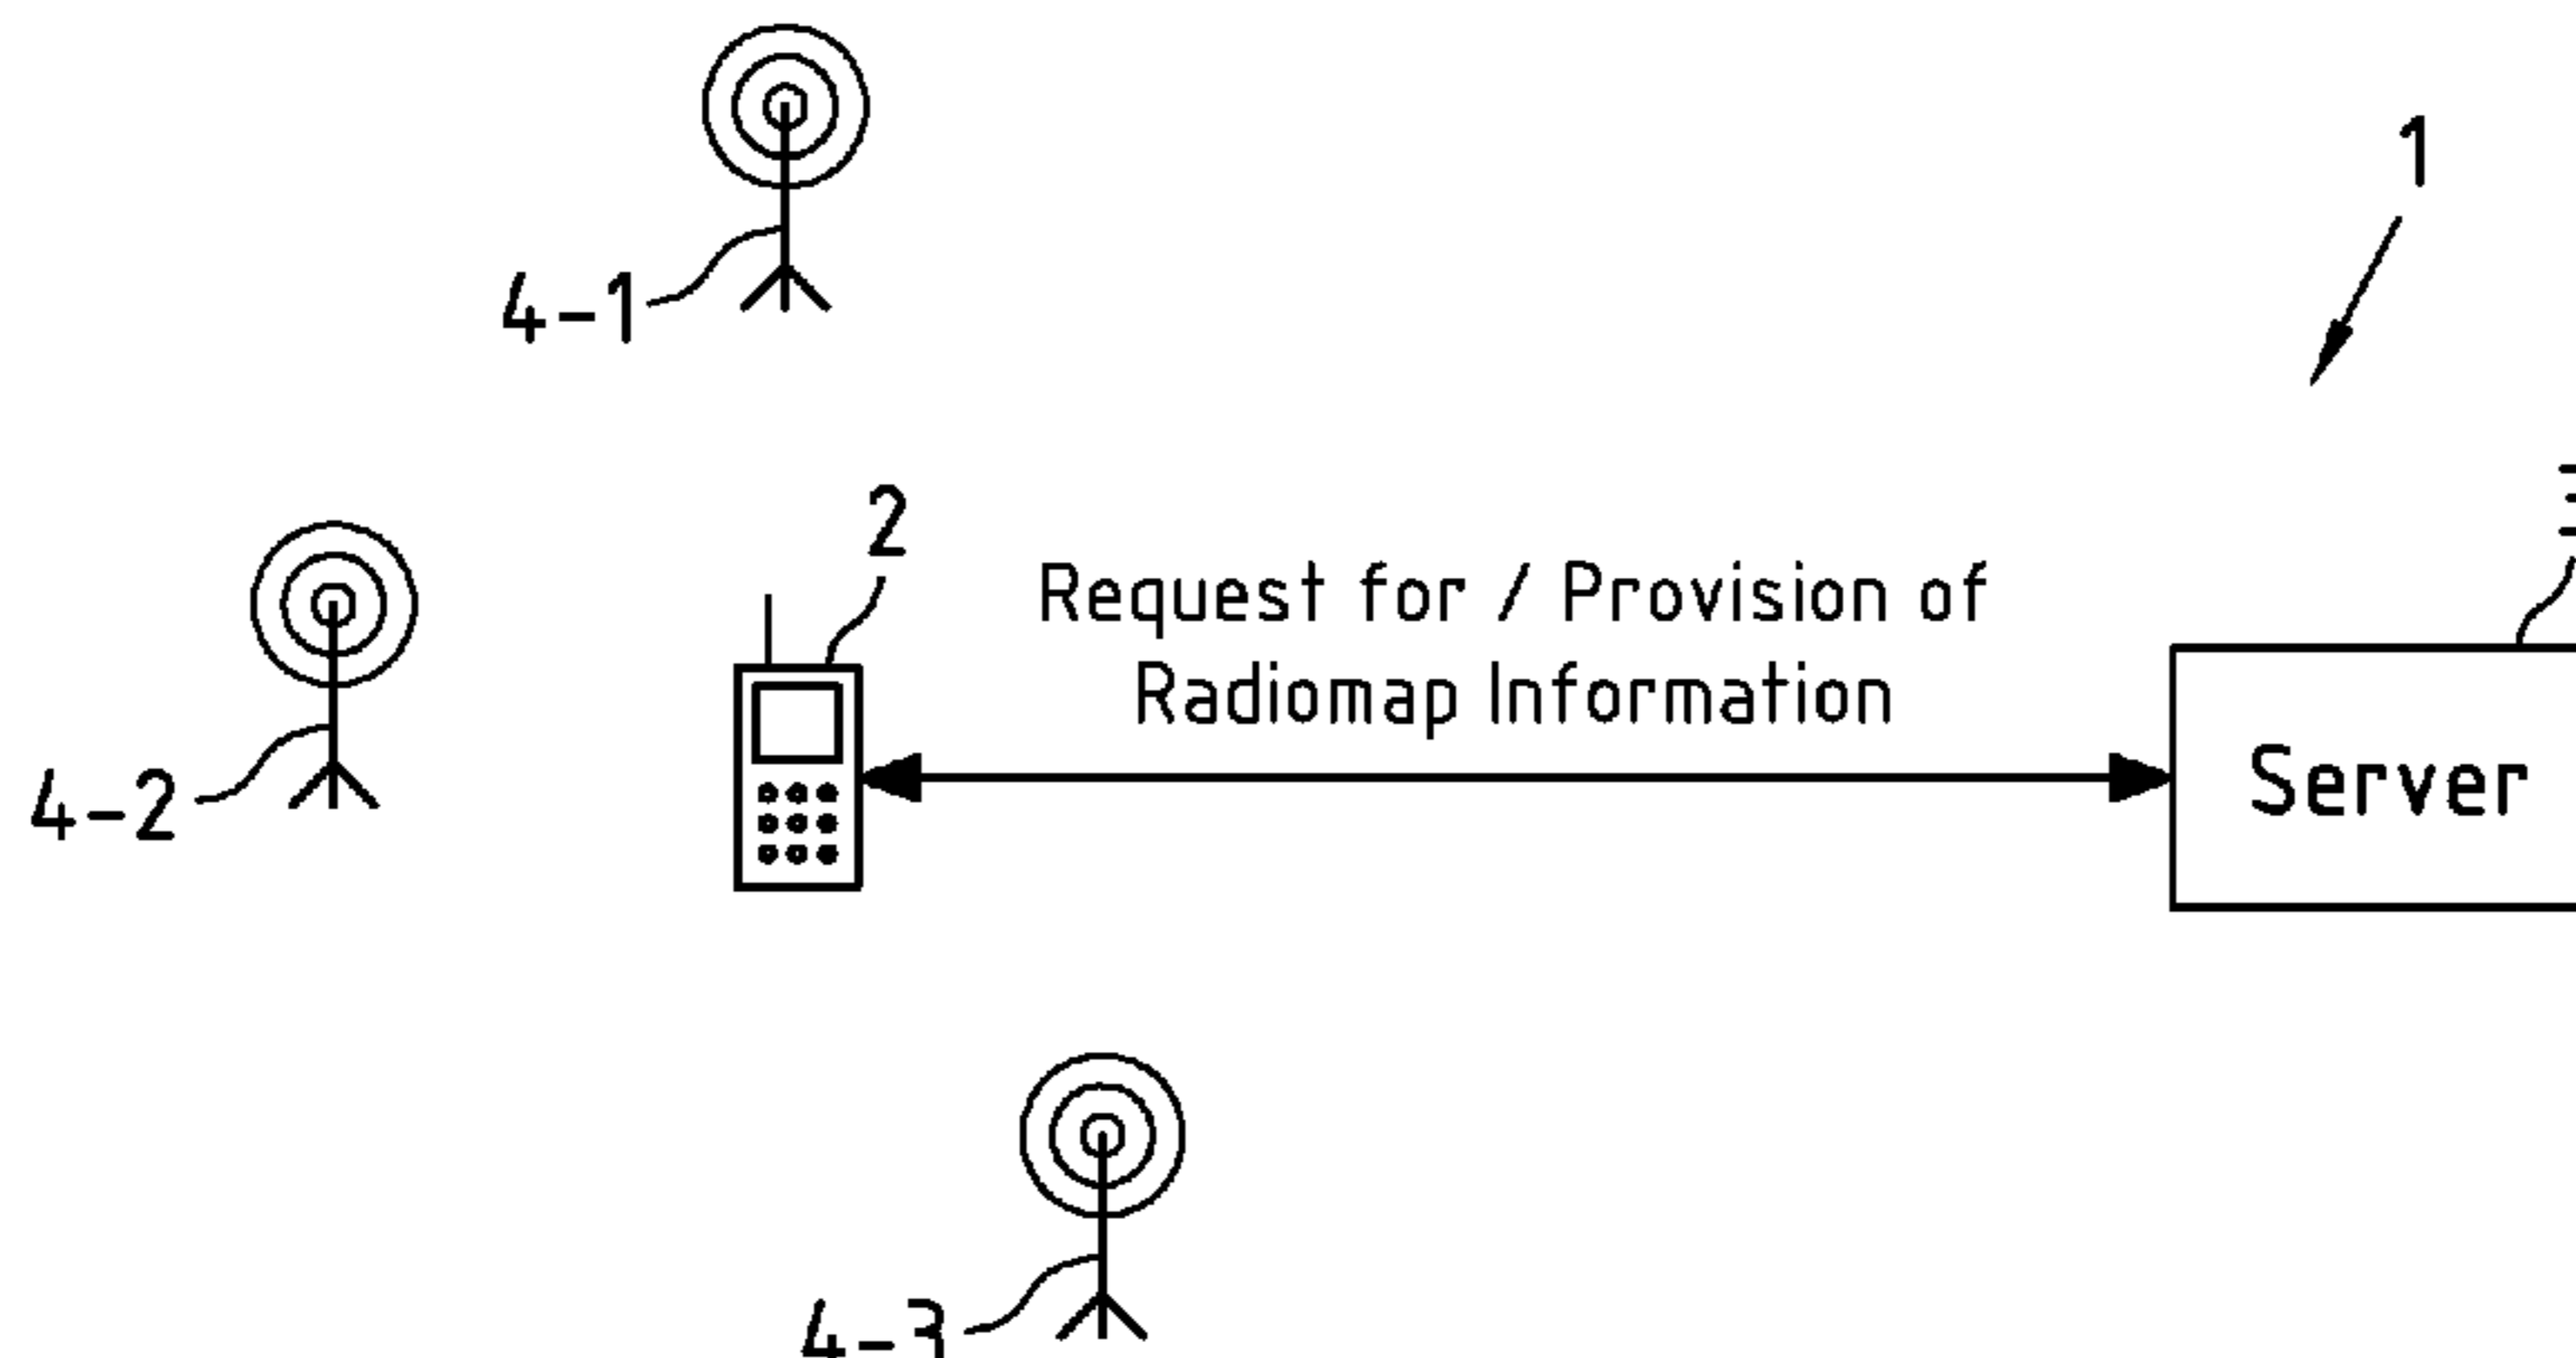 1
4-1
2
Request for / Provision of
Radiomap Information
Server
4-2
4-3